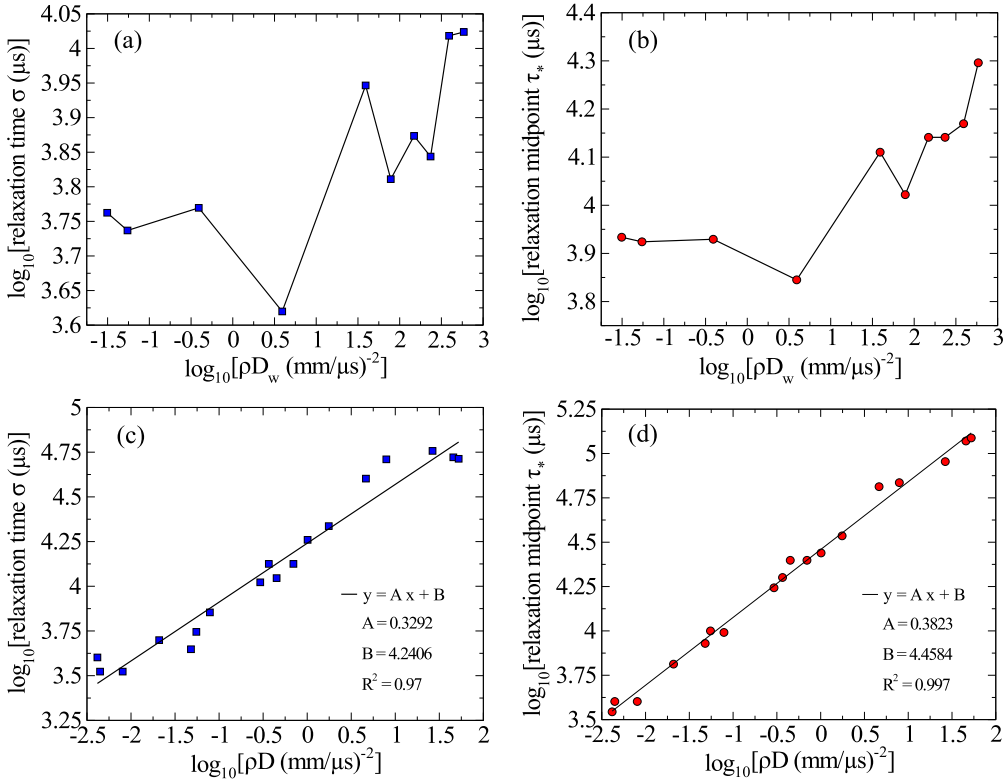 (a)
log10[relaxation time σ (μs)]
4.05
4
3.95
3.9
3.85
3.8
3.75
3.7
3.65
3.6
-1.5 -1 -0.5 0 0.5 1 1.5 2 2.5 3
log10[ρDw (mm/μs)-2]
(b)
log10[relaxation midpoint τ* (μs)]
4.4
4.3
4.2
4.1
4
3.9
3.8
-1.5 -1 -0.5 0 0.5 1 1.5 2 2.5 3
log10[ρDw (mm/μs)-2]
(c)
log10[relaxation time σ (μs)]
5
4.75
4.5
4.25
4
3.75
3.5
3.25
y = A x + B
A = 0.3292
B = 4.2406
R2 = 0.97
-2.5 -2 -1.5 -1 -0.5 0 0.5 1 1.5 2
log10[ρD (mm/μs)-2]
(d)
log10[relaxation midpoint τ* (μs)]
5.25
5
4.75
4.5
4.25
4
3.75
3.5
y = A x + B
A = 0.3823
B = 4.4584
R2 = 0.997
-2.5 -2 -1.5 -1 -0.5 0 0.5 1 1.5 2
log10[ρD (mm/μs)-2]